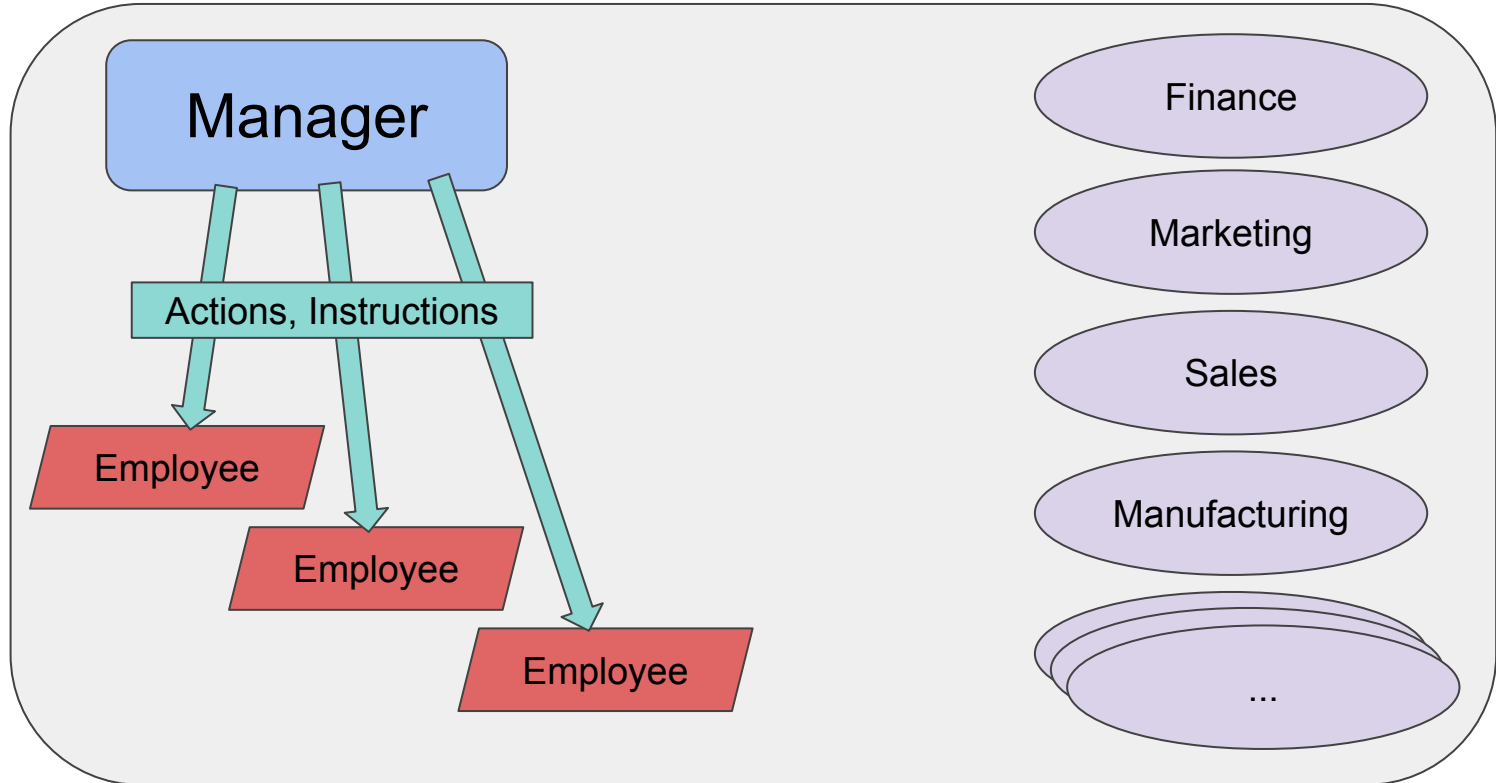 Manager
Actions, Instructions
Employee
Employee
Employee
Finance
Marketing
Sales
Manufacturing
...